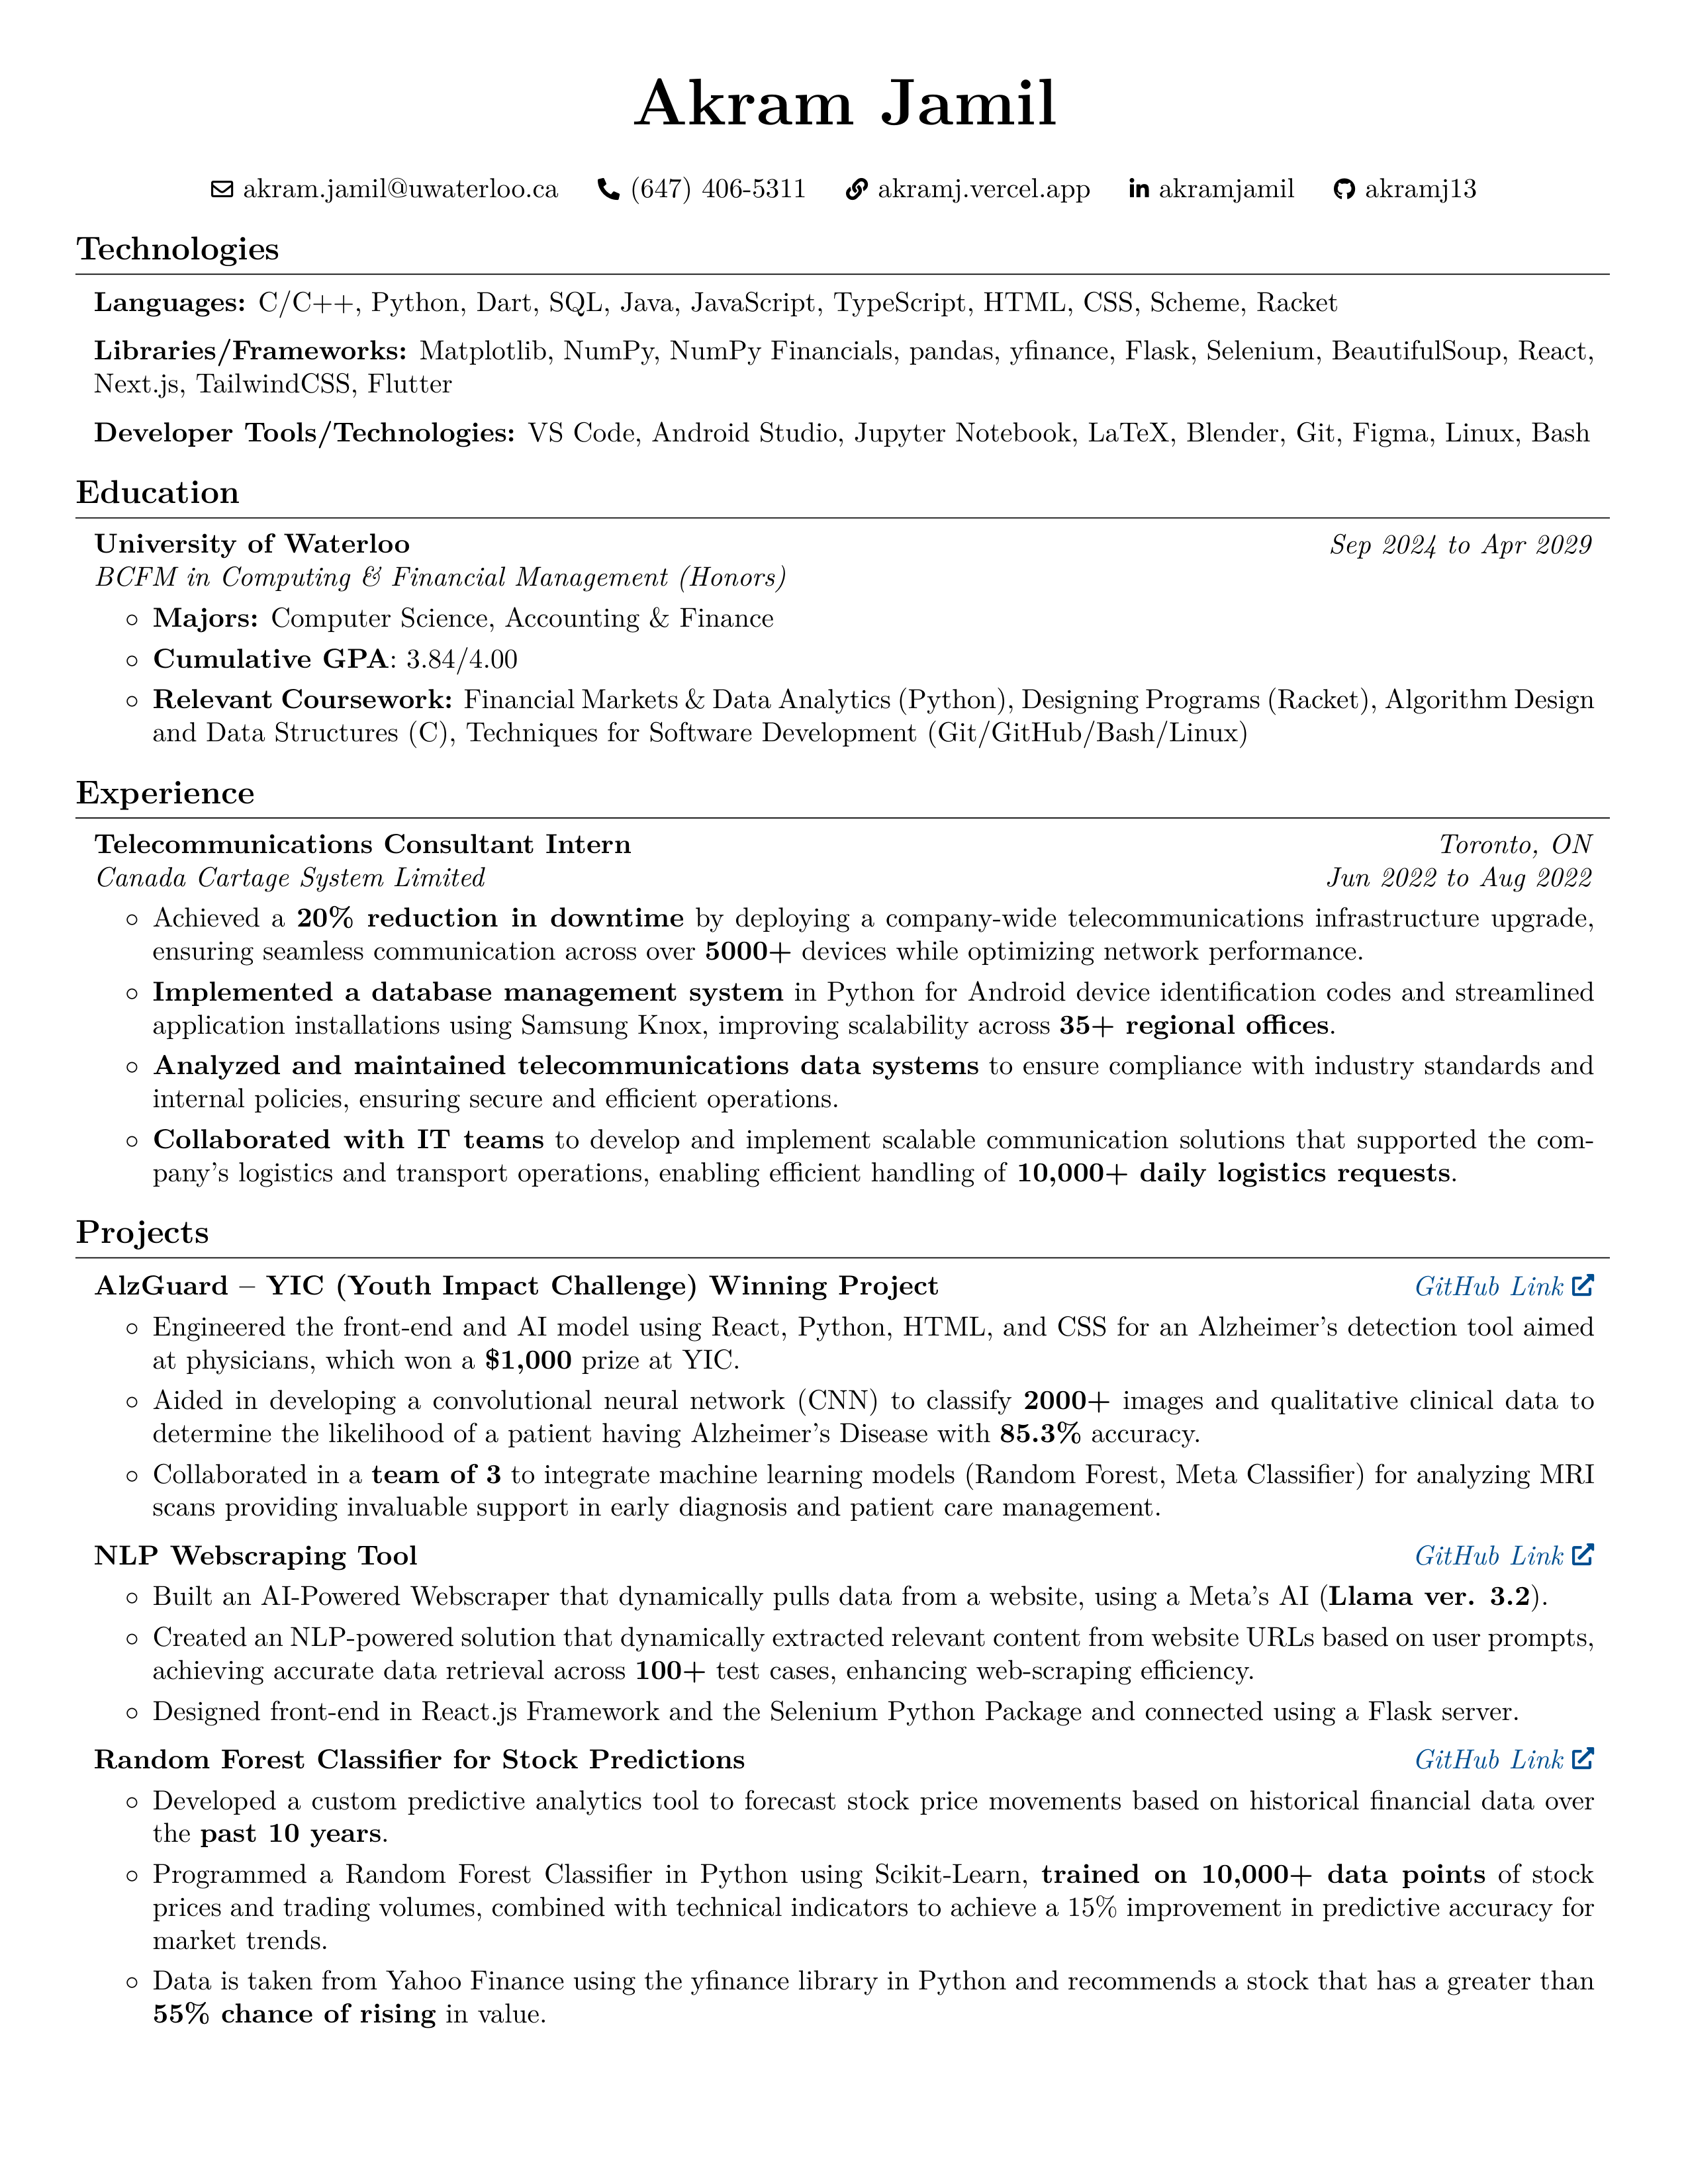 Akram Jamil
akram.jamil@uwaterloo.ca (647) 406-5311 akramj.vercel.app akramjamil akramj13
Technologies
Languages: C/C++, Python, Dart, SQL, Java, JavaScript, TypeScript, HTML, CSS, Scheme, Racket
Libraries/Frameworks: Matplotlib, NumPy, NumPy Financials, pandas, yfinance, Flask, Selenium, BeautifulSoup, React,
Next.js, TailwindCSS, Flutter
Developer Tools/Technologies: VS Code, Android Studio, Jupyter Notebook, LaTeX, Blender, Git, Figma, Linux, Bash
Education
University of Waterloo Sep 2024 to Apr 2029
BCFM in Computing & Financial Management (Honors)
◦ Majors: Computer Science, Accounting & Finance
◦ Cumulative GPA: 3.84/4.00
◦ Relevant Coursework: Financial Markets & Data Analytics (Python), Designing Programs (Racket), Algorithm Design
and Data Structures (C), Techniques for Software Development (Git/GitHub/Bash/Linux)
Experience
Telecommunications Consultant Intern Toronto, ON
Canada Cartage System Limited Jun 2022 to Aug 2022
◦ Achieved a 20% reduction in downtime by deploying a company-wide telecommunications infrastructure upgrade,
ensuring seamless communication across over 5000+ devices while optimizing network performance.
◦ Implemented a database management system in Python for Android device identification codes and streamlined
application installations using Samsung Knox, improving scalability across 35+ regional offices.
◦ Analyzed and maintained telecommunications data systems to ensure compliance with industry standards and
internal policies, ensuring secure and efficient operations.
◦ Collaborated with IT teams to develop and implement scalable communication solutions that supported the com-
pany's logistics and transport operations, enabling efficient handling of 10,000+ daily logistics requests.
Projects
AlzGuard – YIC (Youth Impact Challenge) Winning Project GitHub Link
◦ Engineered the front-end and AI model using React, Python, HTML, and CSS for an Alzheimer's detection tool aimed
at physicians, which won a $1,000 prize at YIC.
◦ Aided in developing a convolutional neural network (CNN) to classify 2000+ images and qualitative clinical data to
determine the likelihood of a patient having Alzheimer's Disease with 85.3% accuracy.
◦ Collaborated in a team of 3 to integrate machine learning models (Random Forest, Meta Classifier) for analyzing MRI
scans providing invaluable support in early diagnosis and patient care management.
NLP Webscraping Tool GitHub Link
◦ Built an AI-Powered Webscraper that dynamically pulls data from a website, using a Meta's AI (Llama ver. 3.2).
◦ Created an NLP-powered solution that dynamically extracted relevant content from website URLs based on user prompts,
achieving accurate data retrieval across 100+ test cases, enhancing web-scraping efficiency.
◦ Designed front-end in React.js Framework and the Selenium Python Package and connected using a Flask server.
Random Forest Classifier for Stock Predictions GitHub Link
◦ Developed a custom predictive analytics tool to forecast stock price movements based on historical financial data over
the past 10 years.
◦ Programmed a Random Forest Classifier in Python using Scikit-Learn, trained on 10,000+ data points of stock
prices and trading volumes, combined with technical indicators to achieve a 15% improvement in predictive accuracy for
market trends.
◦ Data is taken from Yahoo Finance using the yfinance library in Python and recommends a stock that has a greater than
55% chance of rising in value.